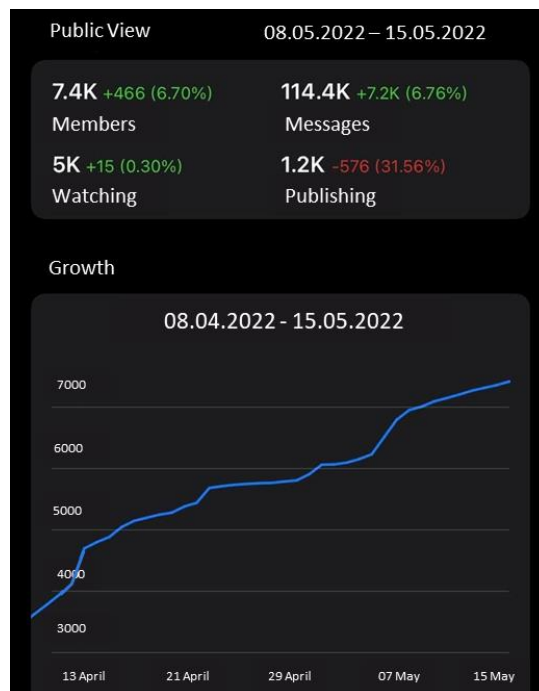 Public View 08.05.2022 – 15.05.2022
7.4K +466 (6.70%) 114.4K +7.2K (6.76%)
Members Messages
5K +15 (0.30%) 1.2K -576 (31.56%)
Watching Publishing
Growth
08.04.2022 - 15.05.2022
7000
6000
5000
4000
3000
13 April 21 April 29 April 07 May 15 May